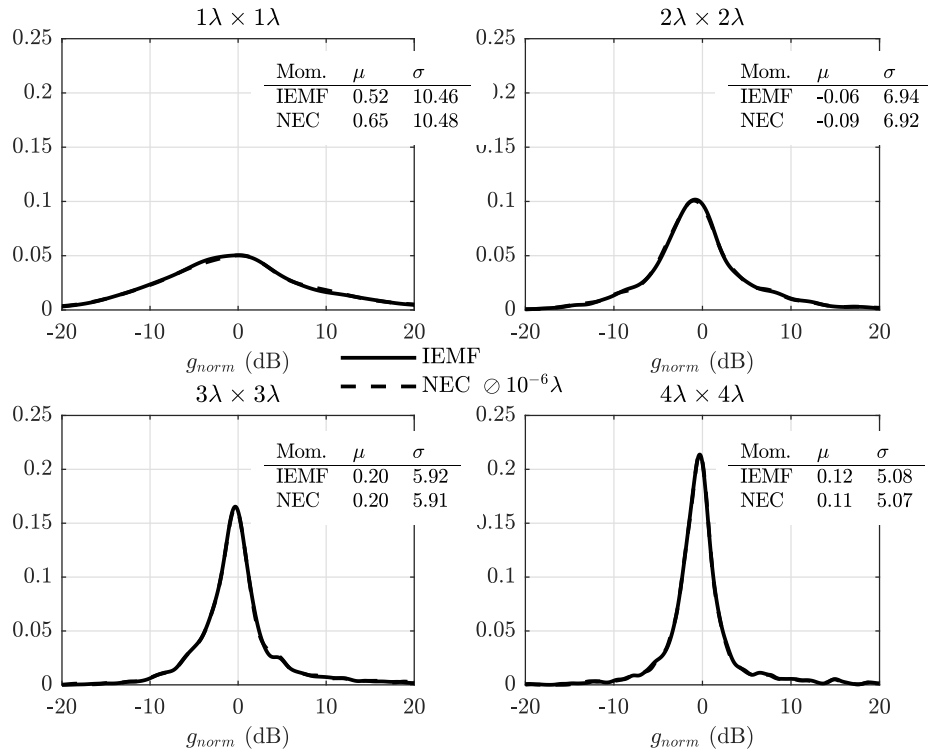 1λ × 1λ
0.25
0.2
0.15
0.1
0.05
0
-20 -10 0 10 20
g_norm (dB)
Mom. μ σ
IEMF 0.52 10.46
NEC 0.65 10.48
2λ × 2λ
0.25
0.2
0.15
0.1
0.05
0
-20 -10 0 10 20
g_norm (dB)
Mom. μ σ
IEMF -0.06 6.94
NEC -0.09 6.92
IEMF
NEC ⊘ 10^-6 λ
3λ × 3λ
0.25
0.2
0.15
0.1
0.05
0
-20 -10 0 10 20
g_norm (dB)
Mom. μ σ
IEMF 0.20 5.92
NEC 0.20 5.91
4λ × 4λ
0.25
0.2
0.15
0.1
0.05
0
-20 -10 0 10 20
g_norm (dB)
Mom. μ σ
IEMF 0.12 5.08
NEC 0.11 5.07